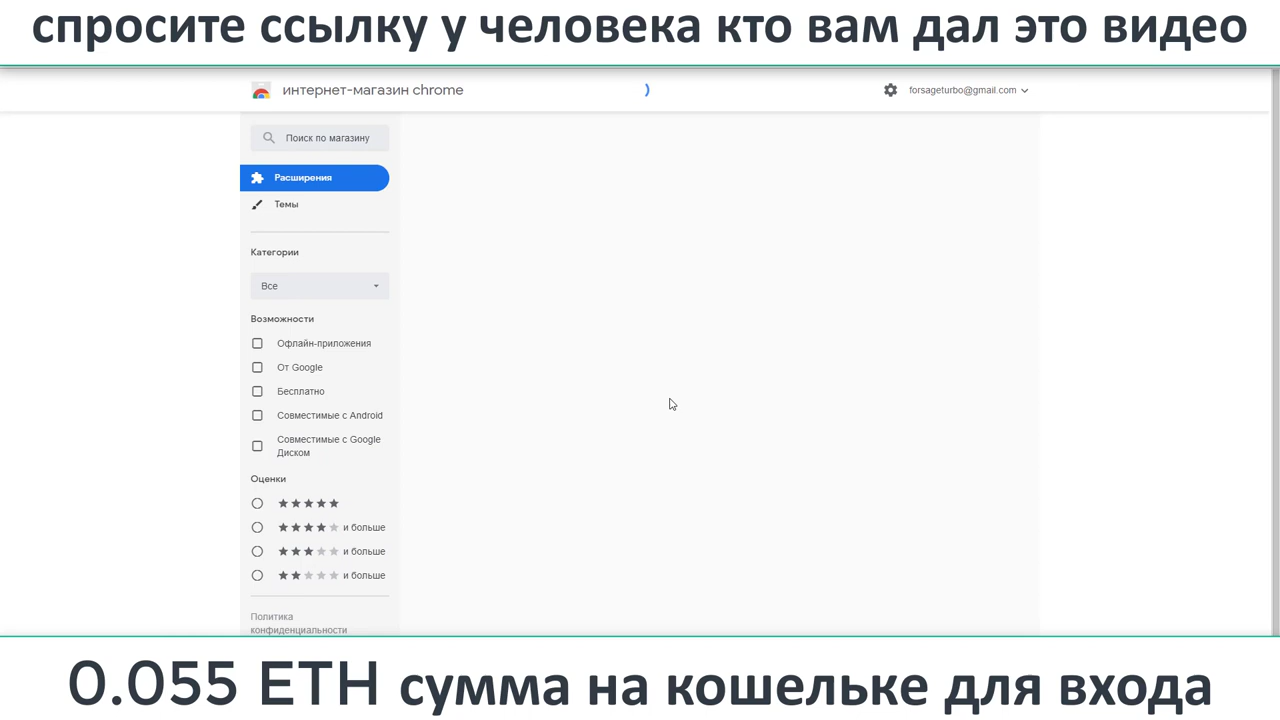 спросите ссылку у человека кто вам дал это видео
интернет-магазин chrome
forsageturbo@gmail.com
Поиск по магазину
Расширения
Темы
Категории
Все
Возможности
Офлайн-приложения
От Google
Бесплатно
Совместимые с Android
Совместимые с Google
Диском
Оценки
и больше
и больше
и больше
Политика
конфиденциальности
0.055 ETH сумма на кошельке для входа